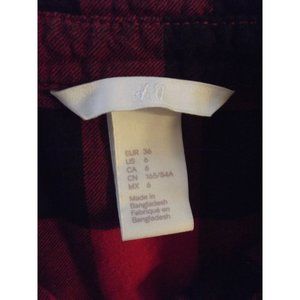 H&M
EUR 36
US 6
CA 6
CN 165/84A
MX 6
Made in
Bangladesh
Fabriqué en
Bangladesh